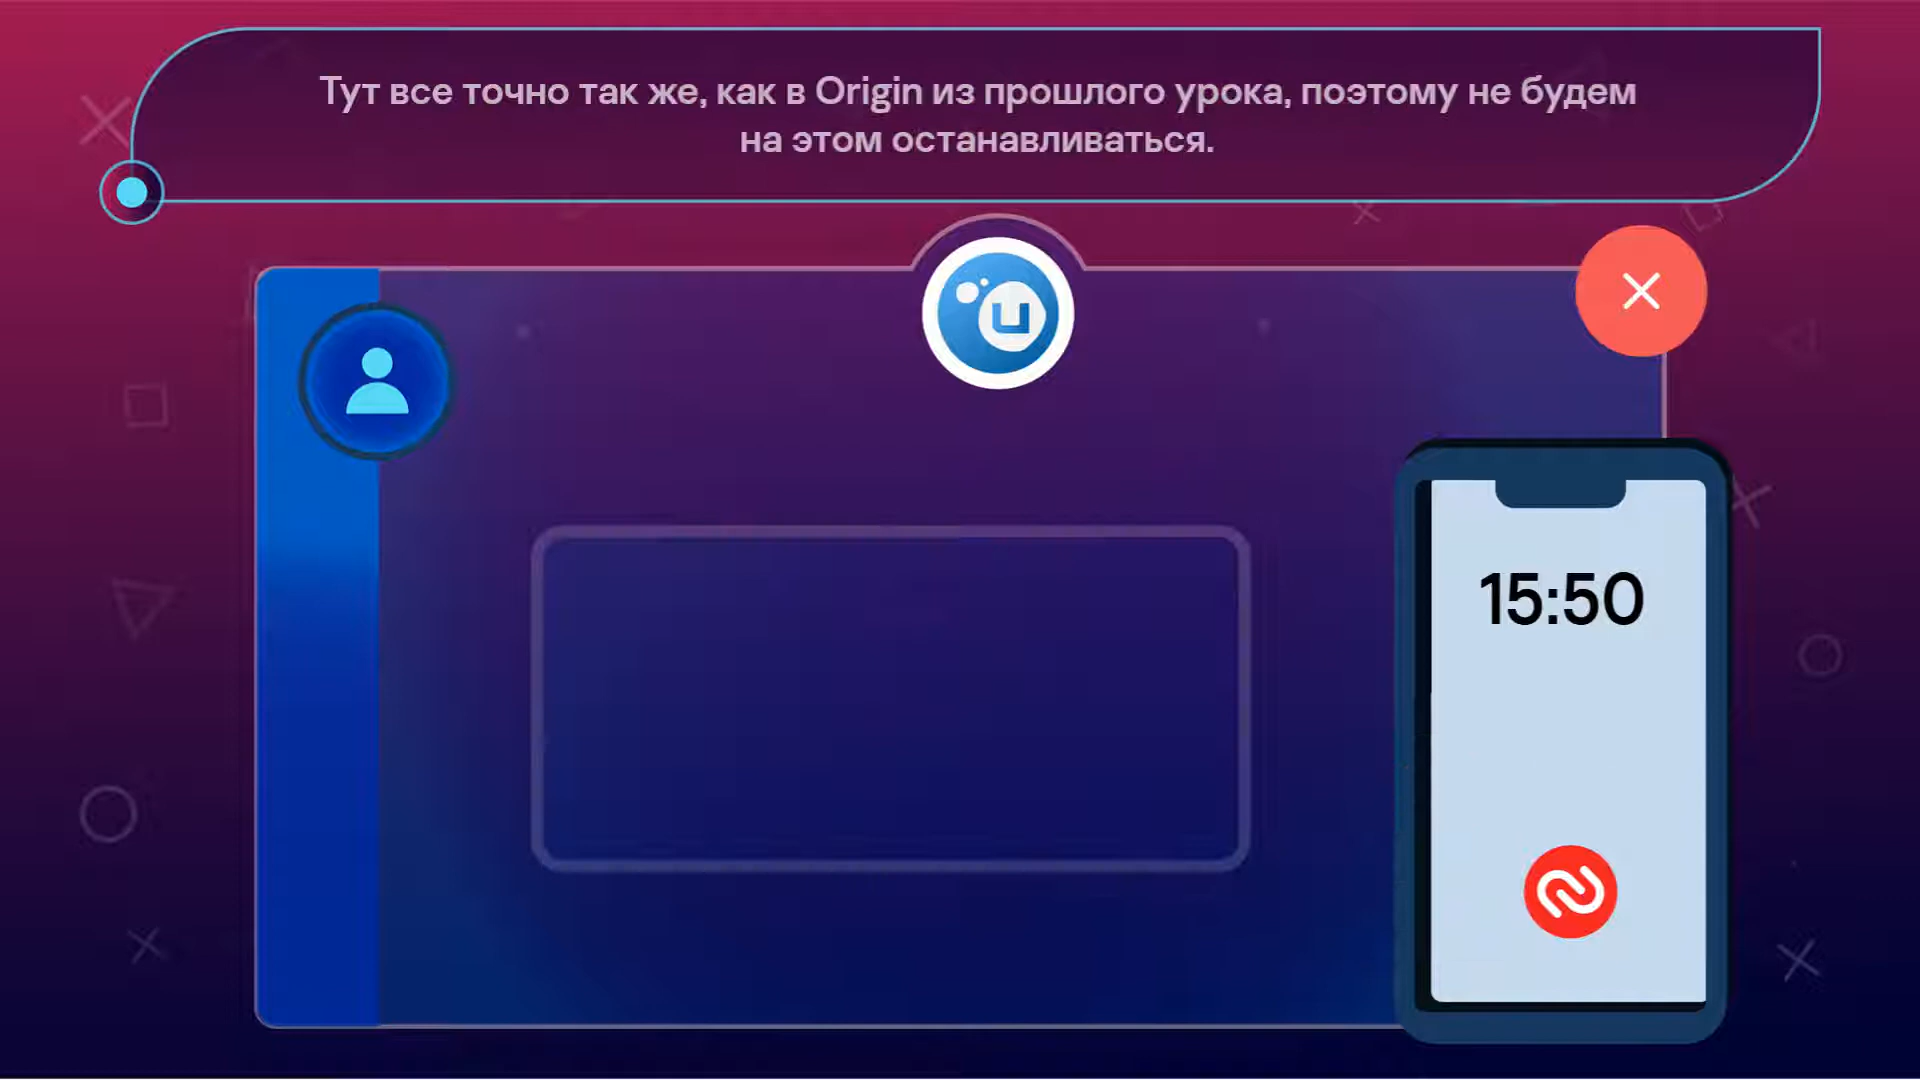 Тут все точно так же, как в Origin из прошлого урока, поэтому не будем
на этом останавливаться.
15:50